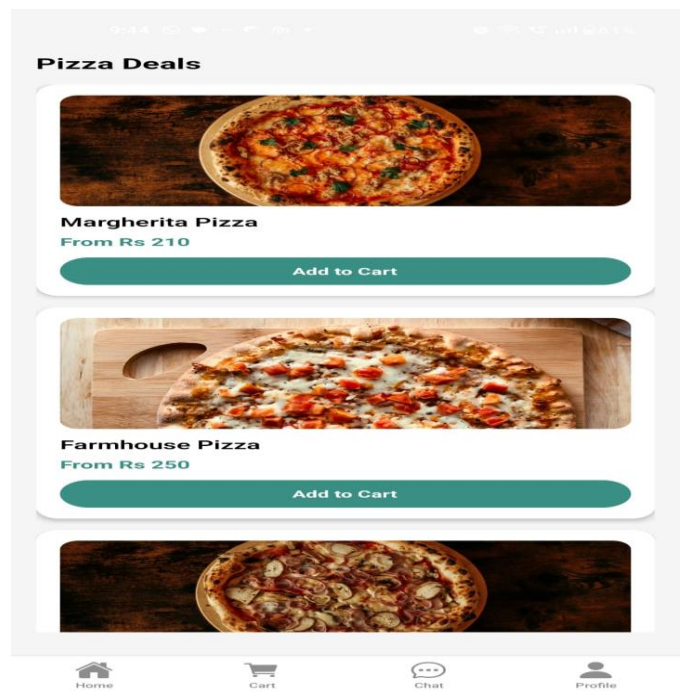 Pizza Deals
Margherita Pizza
From Rs 210
Add to Cart
Farmhouse Pizza
From Rs 250
Add to Cart
Home
Cart
Chat
Profile